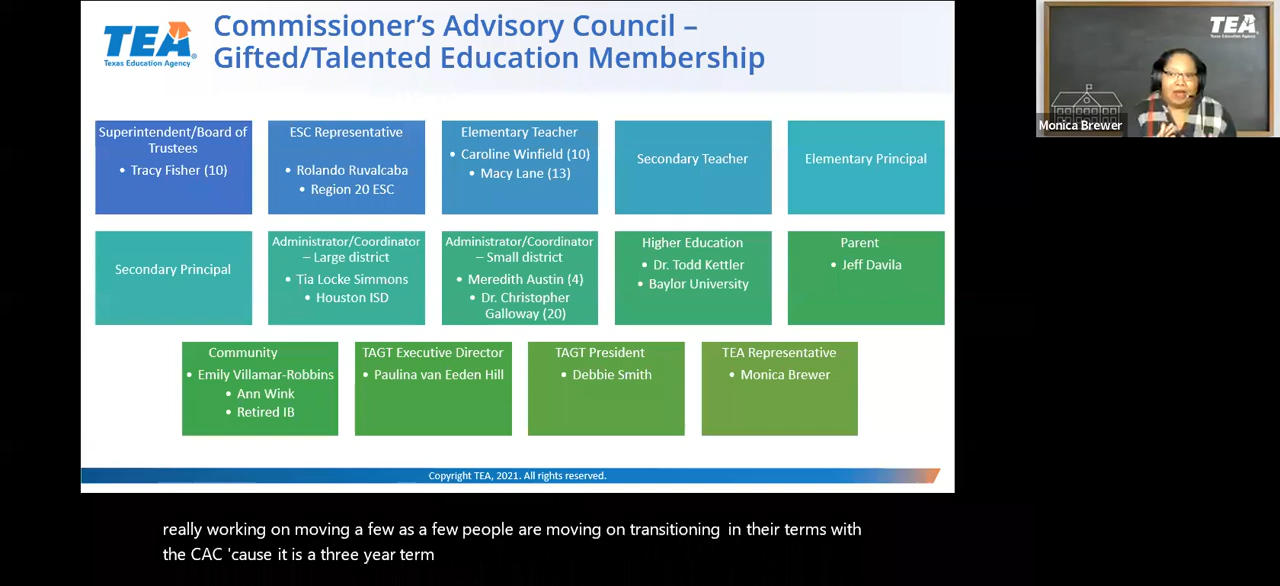 TEA
Texas Education Agency
Commissioner's Advisory Council –
Gifted/Talented Education Membership
Superintendent/Board of
Trustees
• Tracy Fisher (10)
ESC Representative
• Rolando Ruvalcaba
• Region 20 ESC
Elementary Teacher
• Caroline Winfield (10)
• Macy Lane (13)
Secondary Teacher
Elementary Principal
Secondary Principal
Administrator/Coordinator
– Large district
• Tia Locke Simmons
• Houston ISD
Administrator/Coordinator
– Small district
• Meredith Austin (4)
• Dr. Christopher
Galloway (20)
Higher Education
• Dr. Todd Kettler
• Baylor University
Parent
• Jeff Davila
Community
• Emily Villamar-Robbins
• Ann Wink
• Retired IB
TAGT Executive Director
• Paulina van Eeden Hill
TAGT President
• Debbie Smith
TEA Representative
• Monica Brewer
Copyright TEA, 2021. All rights reserved.
TEA
Texas Education Agency
Monica Brewer
really working on moving a few as a few people are moving on transitioning in their terms with
the CAC 'cause it is a three year term